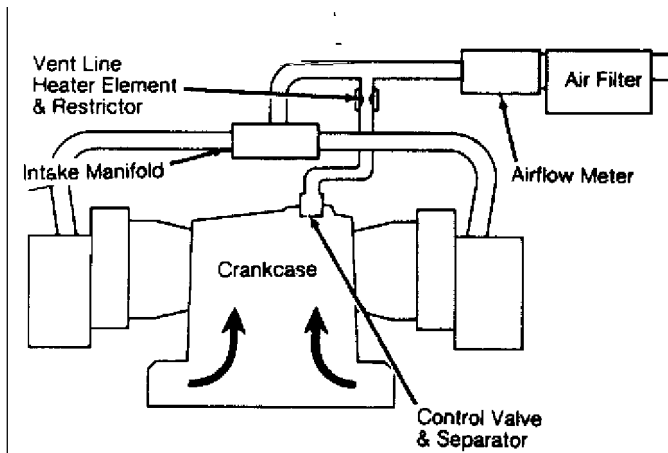 Vent Line
Heater Element
& Restrictor
Air Filter
Intake Manifold
Airflow Meter
Crankcase
Control Valve
& Separator